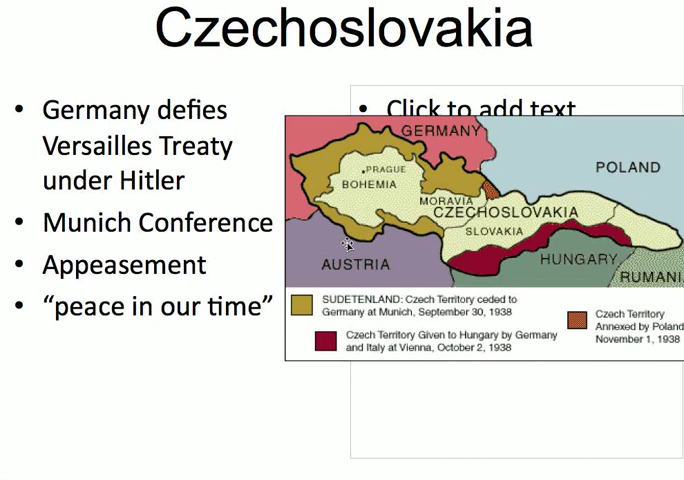 Czechoslovakia
• Germany defies
Versailles Treaty
under Hitler
• Munich Conference
• Appeasement
• “peace in our time”
• Click to add text
GERMANY
POLAND
PRAGUE
BOHEMIA
MORAVIA
CZECHOSLOVAKIA
SLOVAKIA
AUSTRIA
HUNGARY
RUMANI
SUDETENLAND: Czech Territory ceded to
Germany at Munich, September 30, 1938
Czech Territory Given to Hungary by Germany
and Italy at Vienna, October 2, 1938
Czech Territory
Annexed by Poland
November 1, 1938